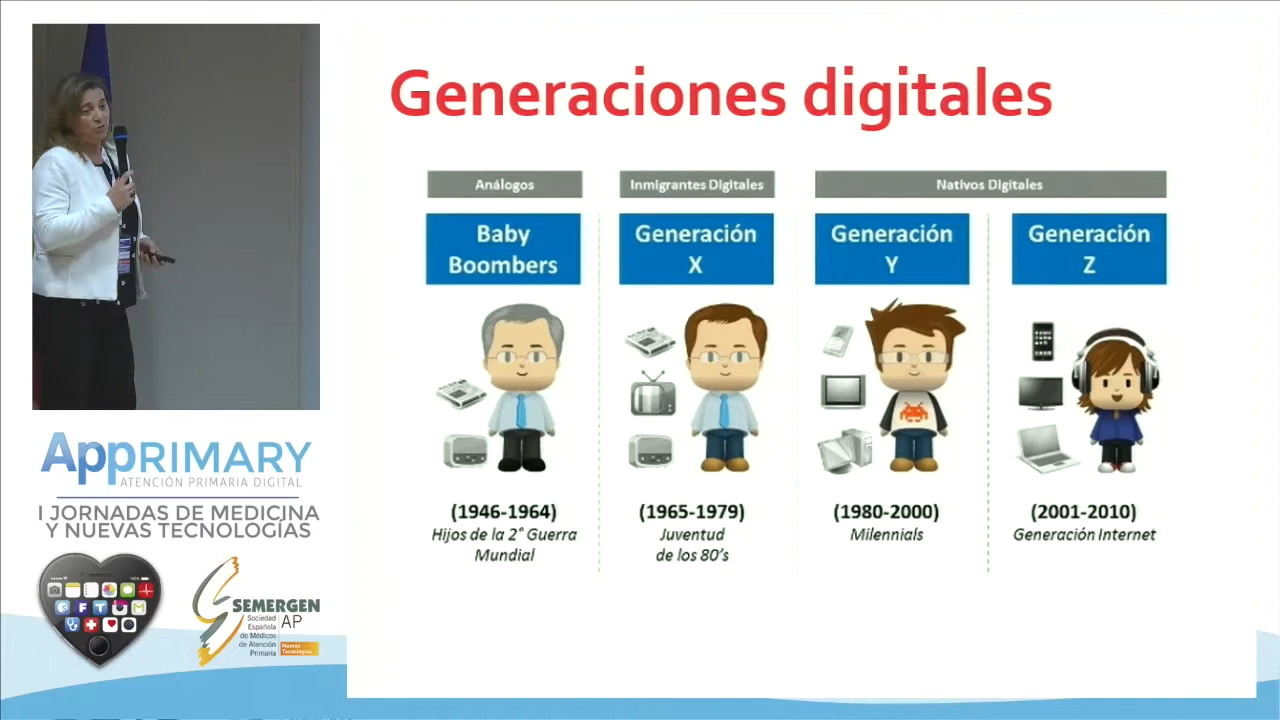 Generaciones digitales
Análogos
Inmigrantes Digitales
Nativos Digitales
Baby
Boombers
Generación
X
Generación
Y
Generación
Z
(1946-1964)
Hijos de la 2° Guerra
Mundial
(1965-1979)
Juventud
de los 80's
(1980-2000)
Milennials
(2001-2010)
Generación Internet
AppRIMARY
ATENCIÓN PRIMARIA DIGITAL
I JORNADAS DE MEDICINA
Y NUEVAS TECNOLOGÍAS
SEMERGEN
Sociedad
Española
de Médicos
de Atención
Primaria
AP
Nuevas
Tecnologías